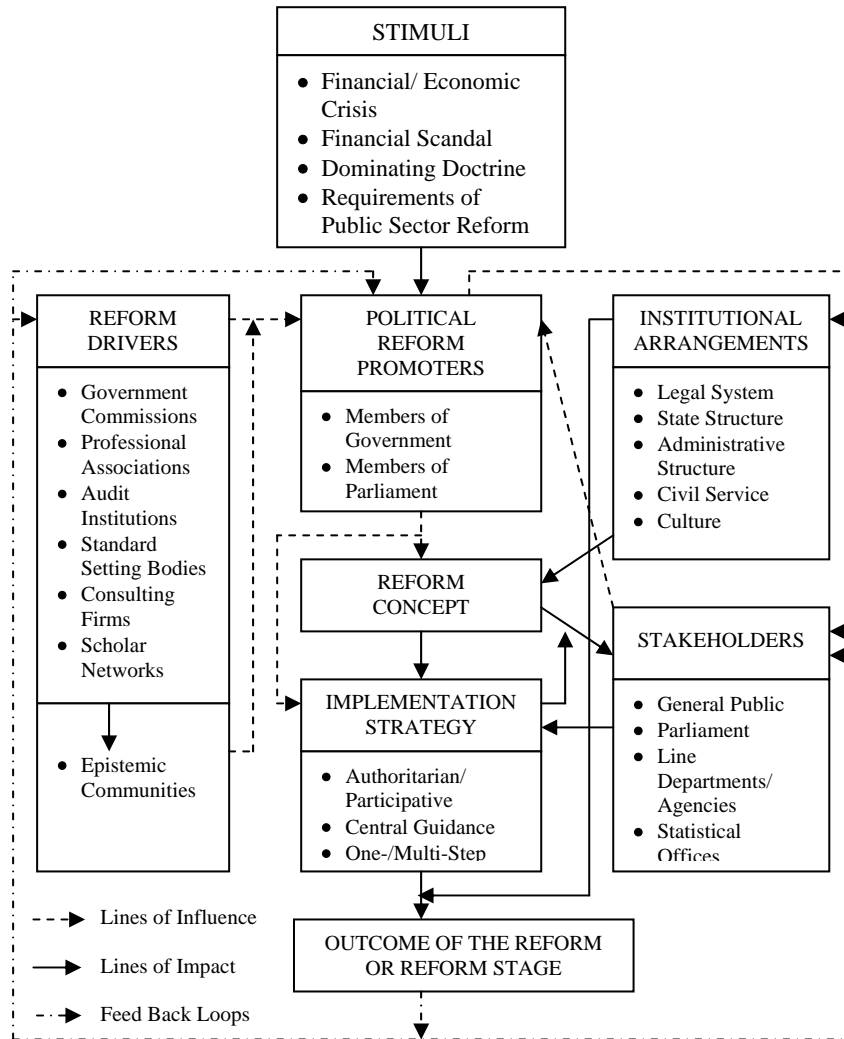 STIMULI
● Financial/ Economic
Crisis
● Financial Scandal
● Dominating Doctrine
● Requirements of
Public Sector Reform
REFORM
DRIVERS
● Government
Commissions
● Professional
Associations
● Audit
Institutions
● Standard
Setting Bodies
● Consulting
Firms
● Scholar
Networks
● Epistemic
Communities
POLITICAL
REFORM
PROMOTERS
● Members of
Government
● Members of
Parliament
INSTITUTIONAL
ARRANGEMENTS
● Legal System
● State Structure
● Administrative
Structure
● Civil Service
● Culture
REFORM
CONCEPT
STAKEHOLDERS
● General Public
● Parliament
● Line
Departments/
Agencies
● Statistical
Offices
IMPLEMENTATION
STRATEGY
● Authoritarian/
Participative
● Central Guidance
● One-/Multi-Step
OUTCOME OF THE REFORM
OR REFORM STAGE
Lines of Influence
Lines of Impact
Feed Back Loops